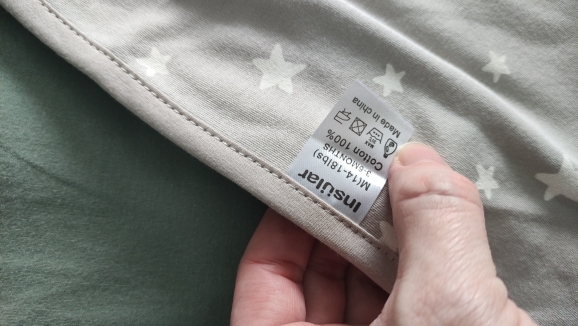 Insular
M(14-18lbs)
3-6MONTHS
Cotton 100%
Made in china